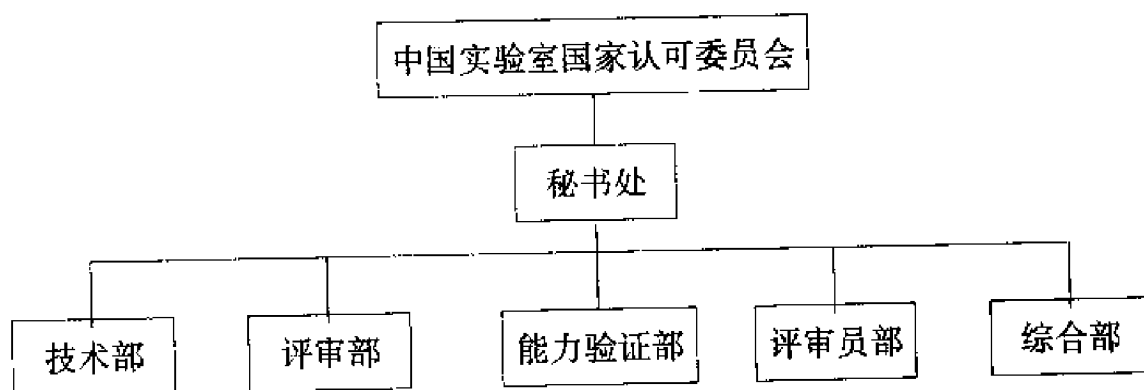 中国实验室国家认可委员会
秘书处
技术部
评审部
能力验证部
评审员部
综合部